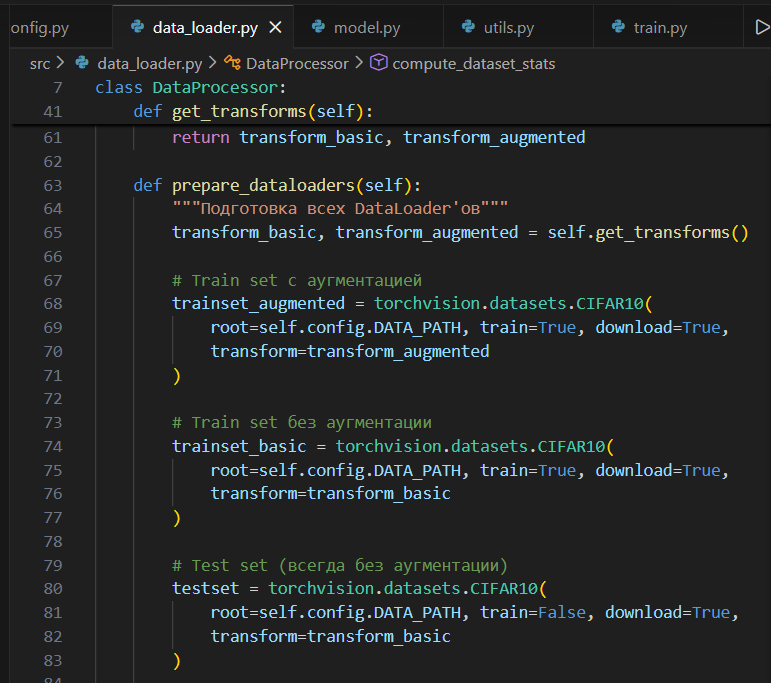 onfig.py data_loader.py model.py utils.py train.py
src data_loader.py DataProcessor compute_dataset_stats
7 class DataProcessor:
41 def get_transforms(self):
61 return transform_basic, transform_augmented
62
63 def prepare_dataloaders(self):
64 """Подготовка всех DataLoader'ов"""
65 transform_basic, transform_augmented = self.get_transforms()
66
67 # Train set с аугментацией
68 trainset_augmented = torchvision.datasets.CIFAR10(
69 root=self.config.DATA_PATH, train=True, download=True,
70 transform=transform_augmented
71 )
72
73 # Train set без аугментации
74 trainset_basic = torchvision.datasets.CIFAR10(
75 root=self.config.DATA_PATH, train=True, download=True,
76 transform=transform_basic
77 )
78
79 # Test set (всегда без аугментации)
80 testset = torchvision.datasets.CIFAR10(
81 root=self.config.DATA_PATH, train=False, download=True,
82 transform=transform_basic
83 )